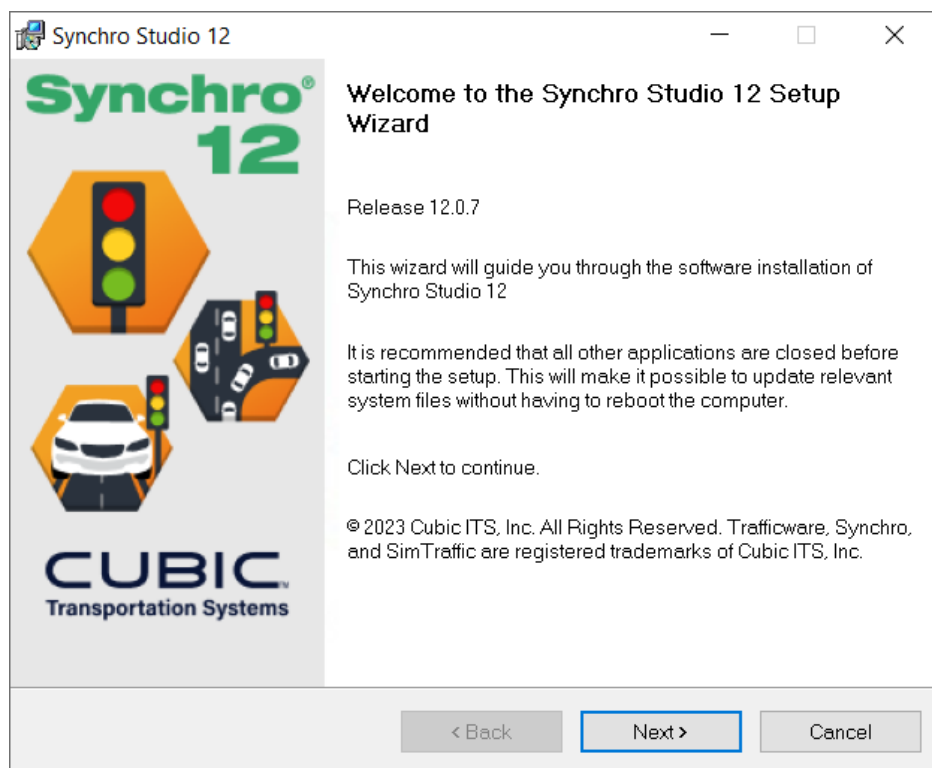 Synchro Studio 12
Synchro®
12
Welcome to the Synchro Studio 12 Setup
Wizard
Release 12.0.7
This wizard will guide you through the software installation of
Synchro Studio 12
It is recommended that all other applications are closed before
starting the setup. This will make it possible to update relevant
system files without having to reboot the computer.
Click Next to continue.
© 2023 Cubic ITS, Inc. All Rights Reserved. Trafficware, Synchro,
and SimTraffic are registered trademarks of Cubic ITS, Inc.
CUBIC™
Transportation Systems
< Back
Next >
Cancel